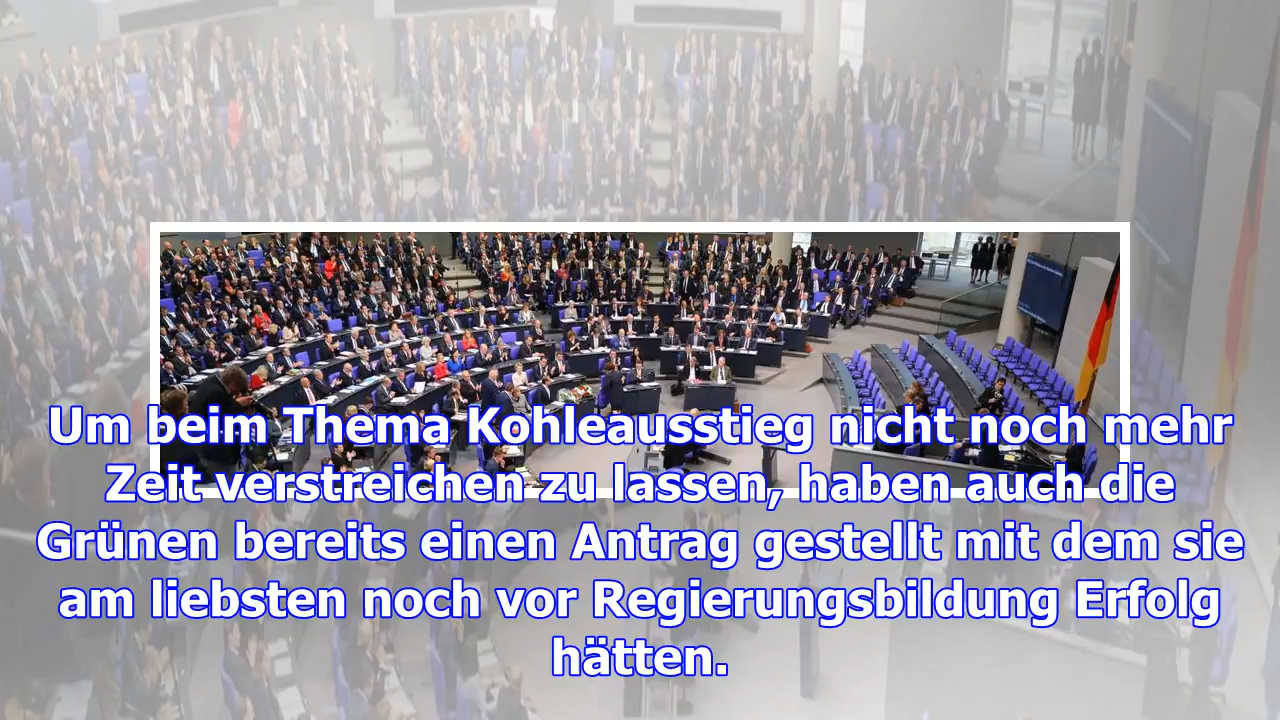 Um beim Thema Kohleausstieg nicht noch mehr
Zeit verstreichen zu lassen, haben auch die
Grünen bereits einen Antrag gestellt mit dem sie
am liebsten noch vor Regierungsbildung Erfolg
hätten.